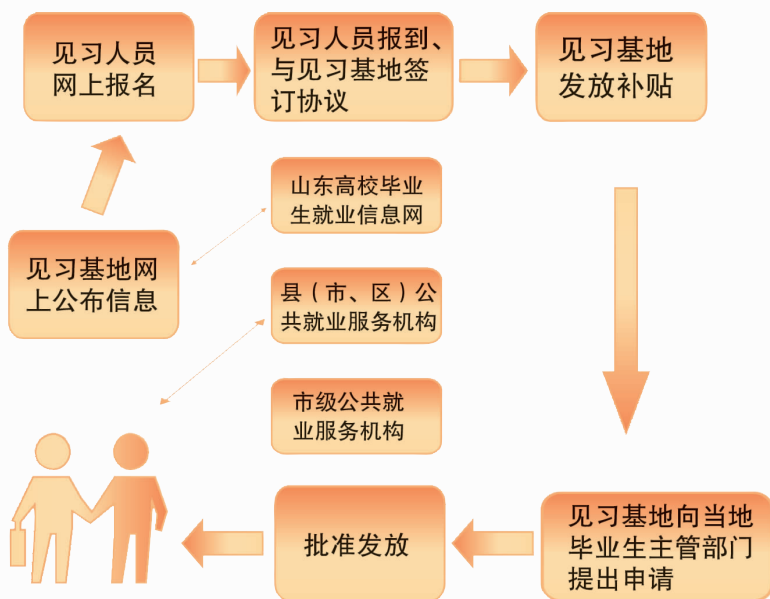 见习人员
网上报名
见习人员报到、
与见习基地签
订协议
见习基地
发放补贴
山东高校毕业
生就业信息网
见习基地网
上公布信息
县（市、区）公
共就业服务机构
市级公共就
业服务机构
批准发放
见习基地向当地
毕业生主管部门
提出申请